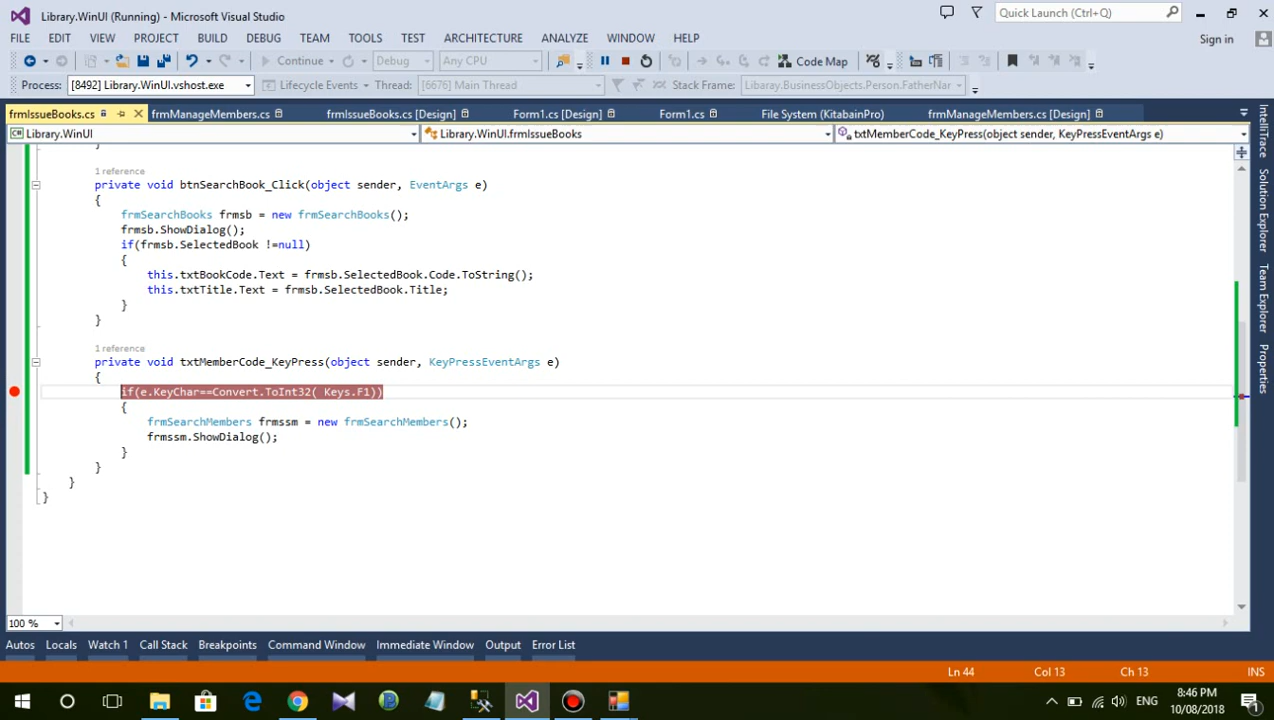 Library.WinUI (Running) - Microsoft Visual Studio
Quick Launch (Ctrl+Q)
FILE EDIT VIEW PROJECT BUILD DEBUG TEAM TOOLS TEST ARCHITECTURE ANALYZE WINDOW HELP
Sign in
Continue Debug Any CPU Code Map
Process: [8492] Library.WinUI.vshost.exe Lifecycle Events Thread: [6676] Main Thread Stack Frame: Libaray.BusinessObjects.Person.FatherNar
frmIssueBooks.cs frmManageMembers.cs frmIssueBooks.cs [Design] Form1.cs [Design] Form1.cs File System (KitabainPro) frmManageMembers.cs [Design]
Library.WinUI Library.WinUI.frmIssueBooks txtMemberCode_KeyPress(object sender, KeyPressEventArgs e)
}
1 reference
private void btnSearchBook_Click(object sender, EventArgs e)
{
frmSearchBooks frmsb = new frmSearchBooks();
frmsb.ShowDialog();
if(frmsb.SelectedBook !=null)
{
this.txtBookCode.Text = frmsb.SelectedBook.Code.ToString();
this.txtTitle.Text = frmsb.SelectedBook.Title;
}
}
1 reference
private void txtMemberCode_KeyPress(object sender, KeyPressEventArgs e)
{
if(e.KeyChar==Convert.ToInt32( Keys.F1))
{
frmSearchMembers frmssm = new frmSearchMembers();
frmssm.ShowDialog();
}
}
}
}
IntelliTrace
Solution Explorer
Team Explorer
Properties
100 %
Autos Locals Watch 1 Call Stack Breakpoints Command Window Immediate Window Output Error List
Ln 44 Col 13 Ch 13 INS
ENG
8:46 PM
10/08/2018
1